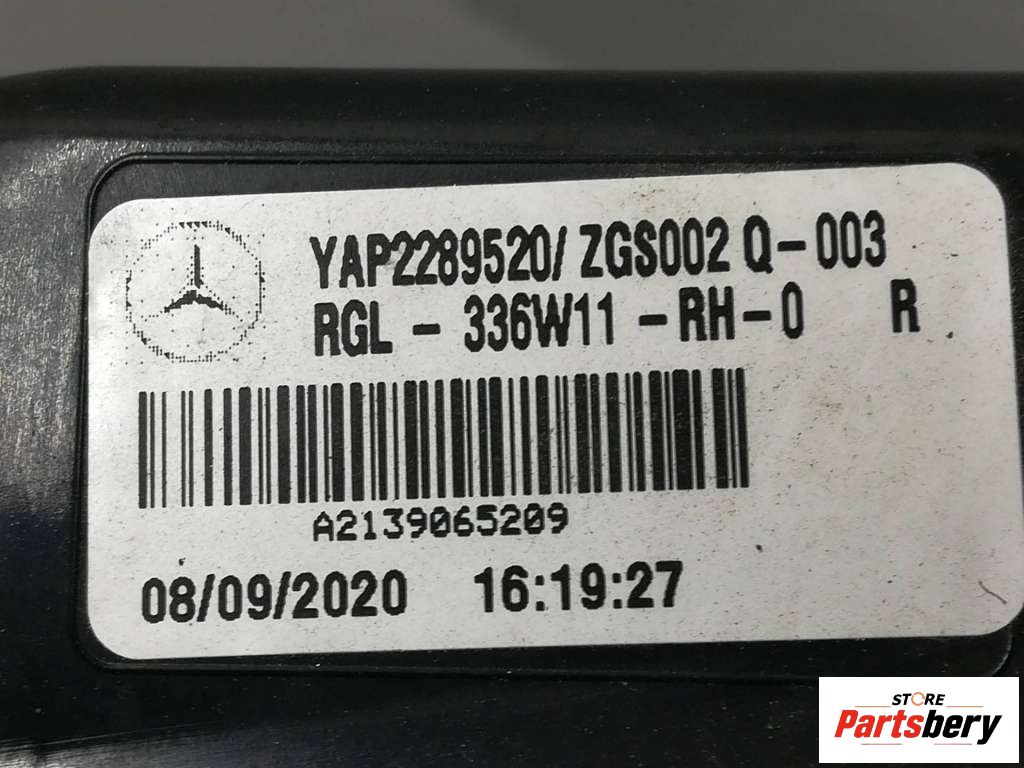 YAP2289520/ ZGS002 Q-003
RGL - 336W11 -RH-0 R
A2139065209
08/09/2020 16:19:27
STORE
Partsbery